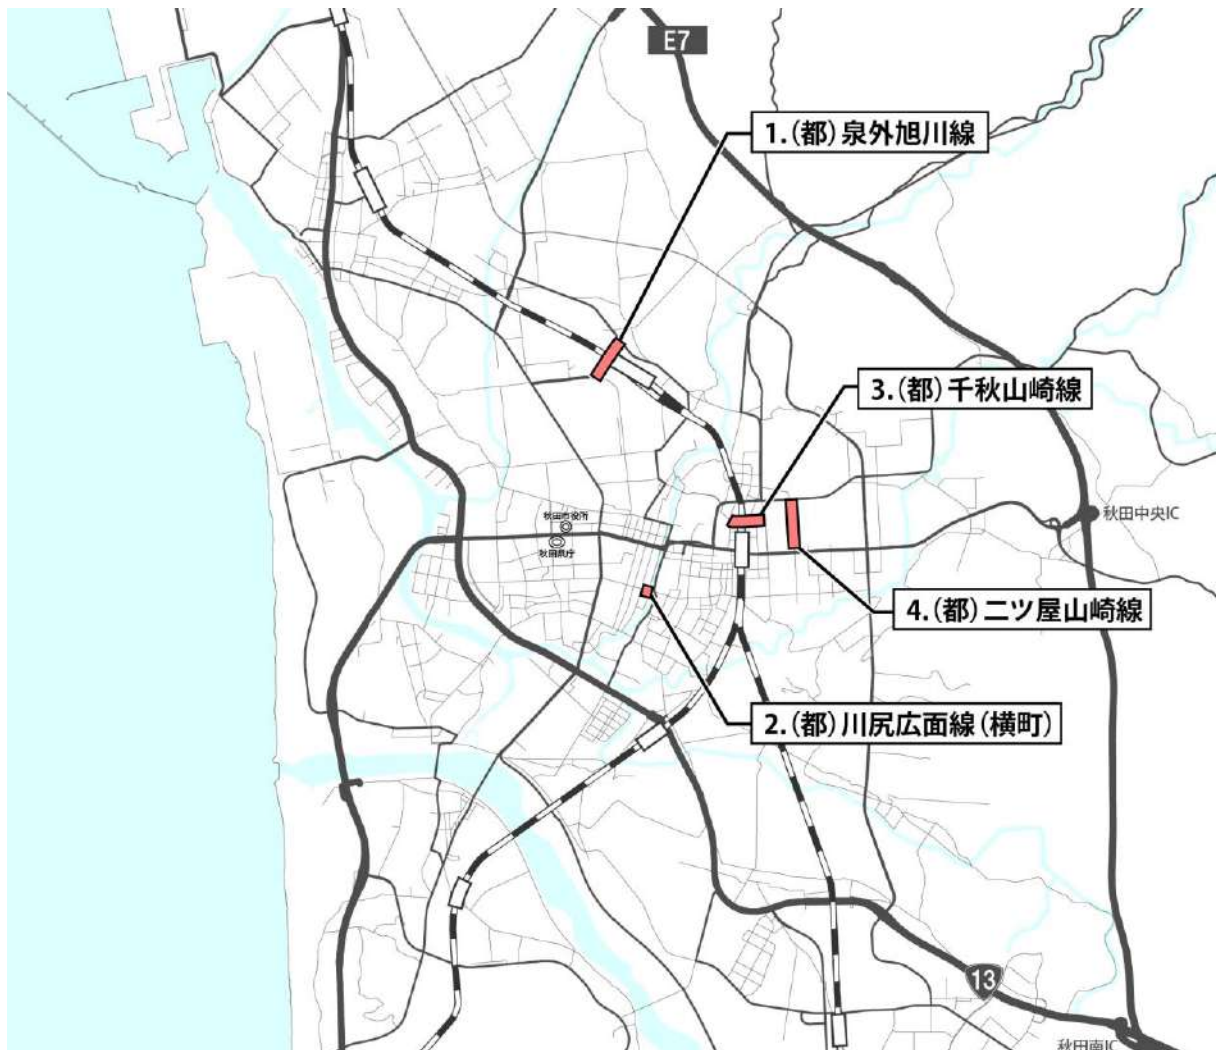 E7
1.(都)泉外旭川線
3.(都)千秋山崎線
秋田中央IC
秋田市役所
秋田県庁
4.(都)二ツ屋山崎線
2.(都)川尻広面線(横町)
13
秋田南IC